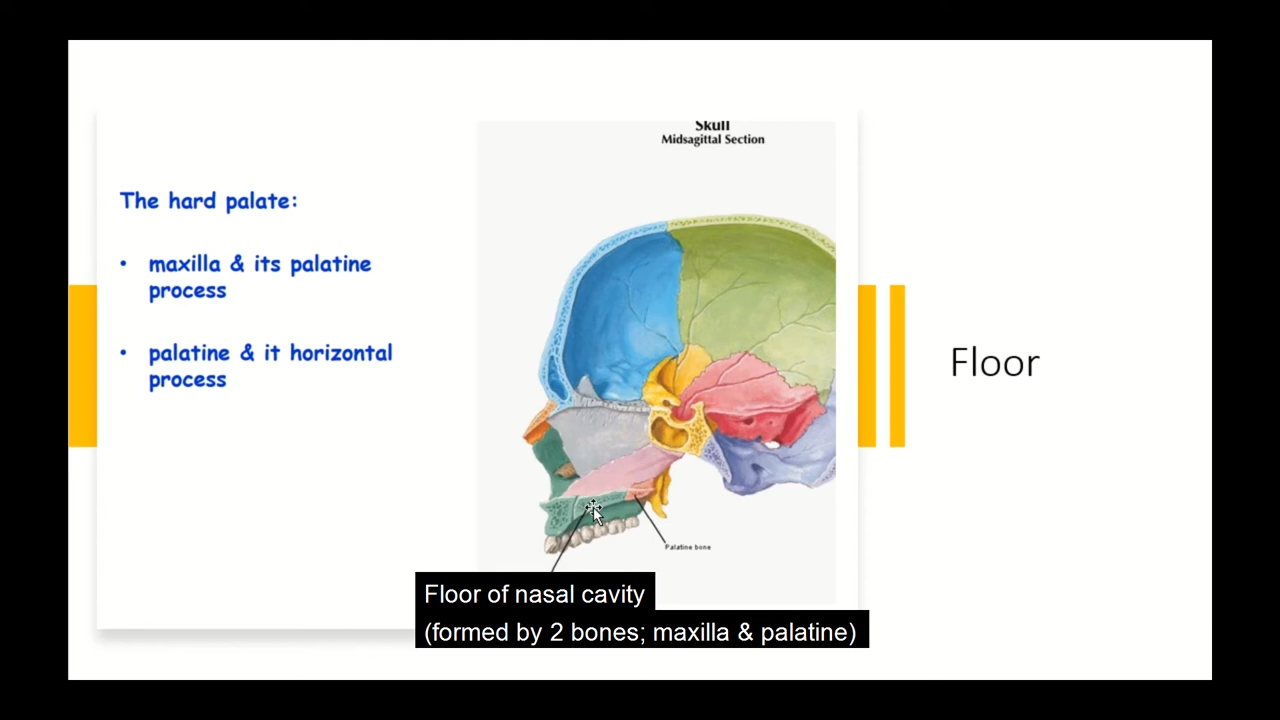 Skull
Midsagittal Section
The hard palate:
• maxilla & its palatine
process
• palatine & it horizontal
process
Floor
Palatine bone
Floor of nasal cavity
(formed by 2 bones; maxilla & palatine)